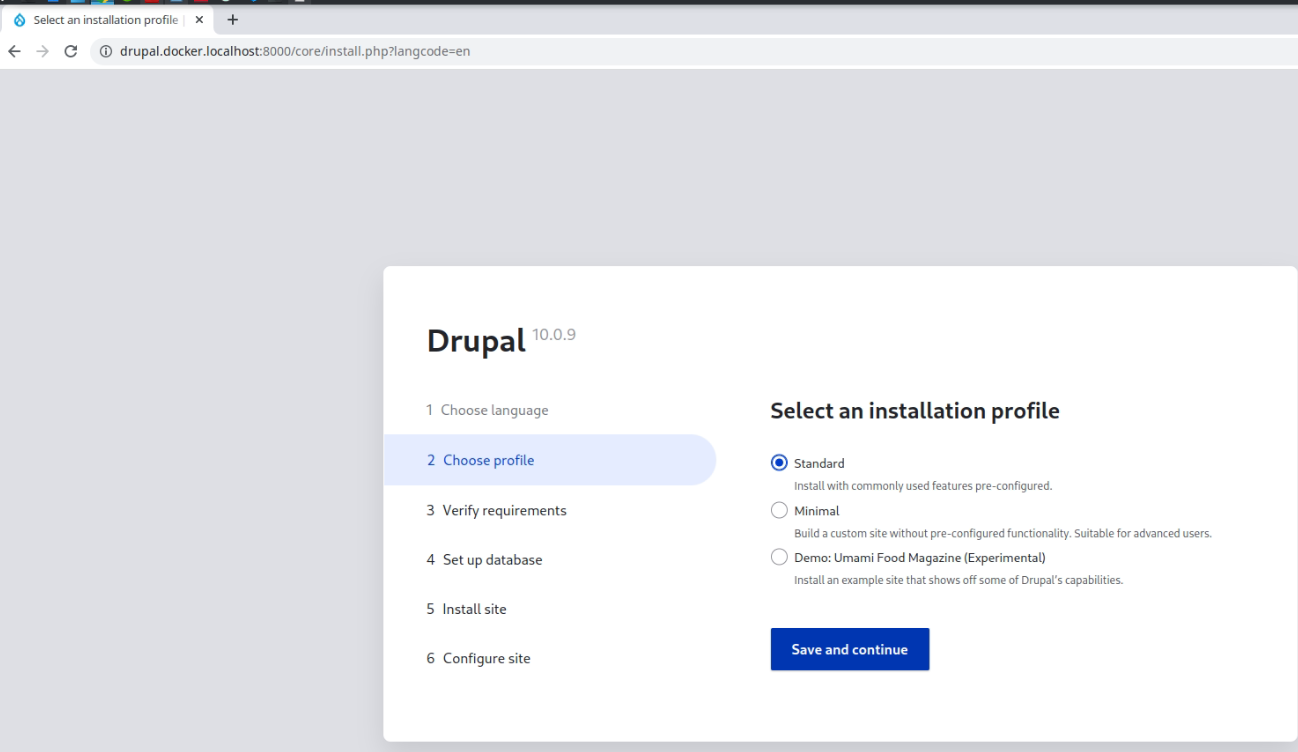 Select an installation profile |
drupal.docker.localhost:8000/core/install.php?langcode=en
Drupal 10.0.9
1 Choose language
2 Choose profile
3 Verify requirements
4 Set up database
5 Install site
6 Configure site
Select an installation profile
Standard
Install with commonly used features pre-configured.
Minimal
Build a custom site without pre-configured functionality. Suitable for advanced users.
Demo: Umami Food Magazine (Experimental)
Install an example site that shows off some of Drupal's capabilities.
Save and continue